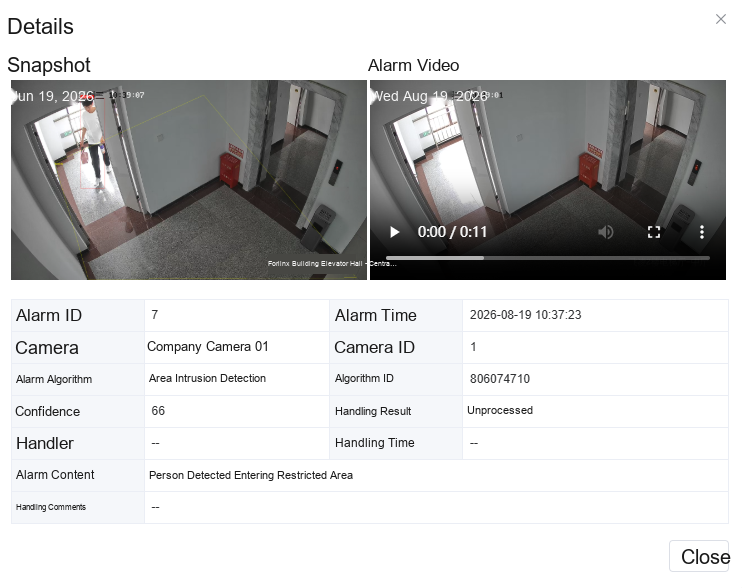 Details
Snapshot
Alarm Video
Jun 19, 2026
Wed Aug 19, 2026
0:00 / 0:11
Forlinx Building Elevator Hall - Centra...
Alarm ID 7 Alarm Time 2026-08-19 10:37:23
Camera Company Camera 01 Camera ID 1
Alarm Algorithm Area Intrusion Detection Algorithm ID 806074710
Confidence 66 Handling Result Unprocessed
Handler -- Handling Time --
Alarm Content Person Detected Entering Restricted Area
Handling Comments --
Close